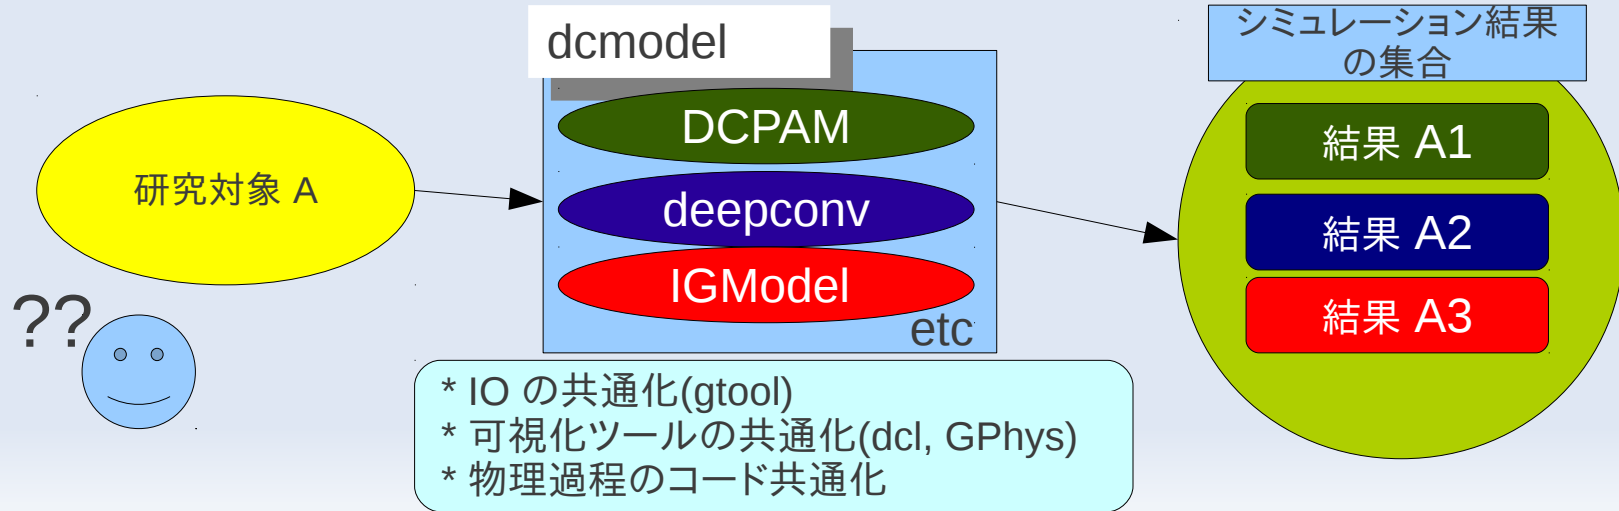 dcmodel
シミュレーション結果
の集合
研究対象 A
DCPAM
deepconv
IGModel
etc
結果 A1
結果 A2
結果 A3
??
* IO の共通化(gtool)
* 可視化ツールの共通化(dcl, GPhys)
* 物理過程のコード共通化